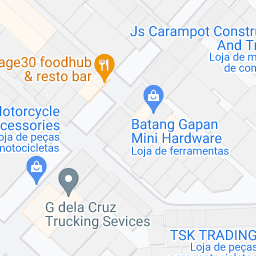 Js Carampot Constru
And Tr
Loja de m
de con
age30 foodhub
& resto bar
Motorcycle
ccessories
Loja de peças
motocicletas
Batang Gapan
Mini Hardware
Loja de ferramentas
G dela Cruz
Trucking Sevices
TSK TRADING
Loja de peças